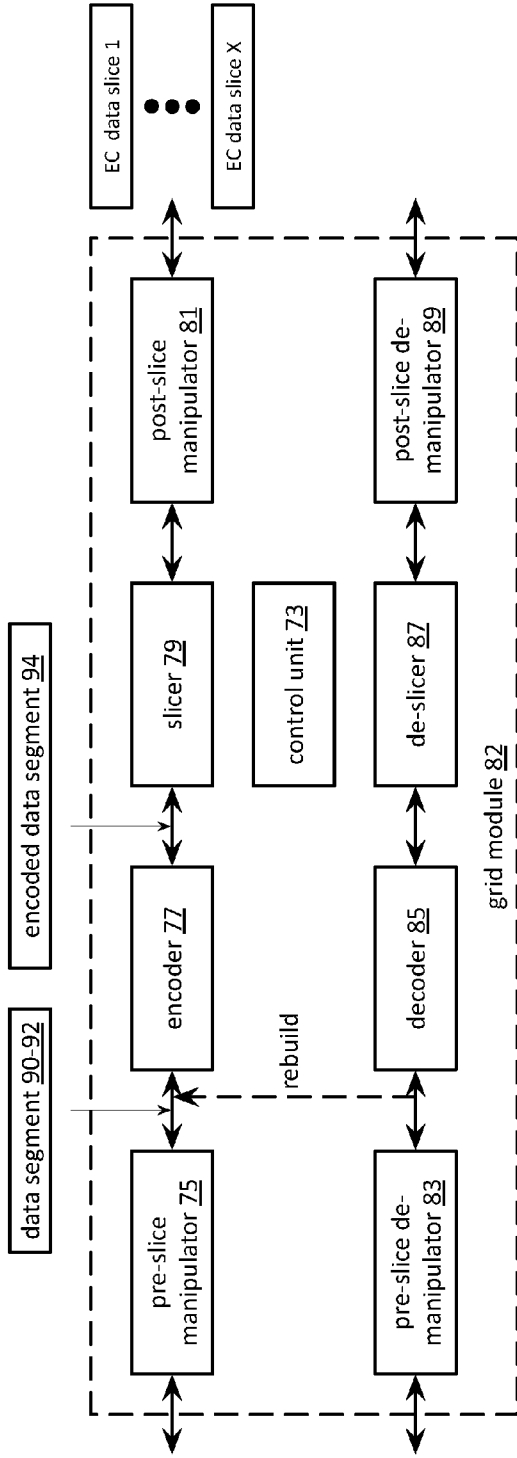 data segment 90-92
encoded data segment 94
EC data slice 1
EC data slice X
pre-slice
manipulator 75
encoder 77
slicer 79
post-slice
manipulator 81
rebuild
control unit 73
pre-slice de-
manipulator 83
decoder 85
de-slicer 87
post-slice de-
manipulator 89
grid module 82